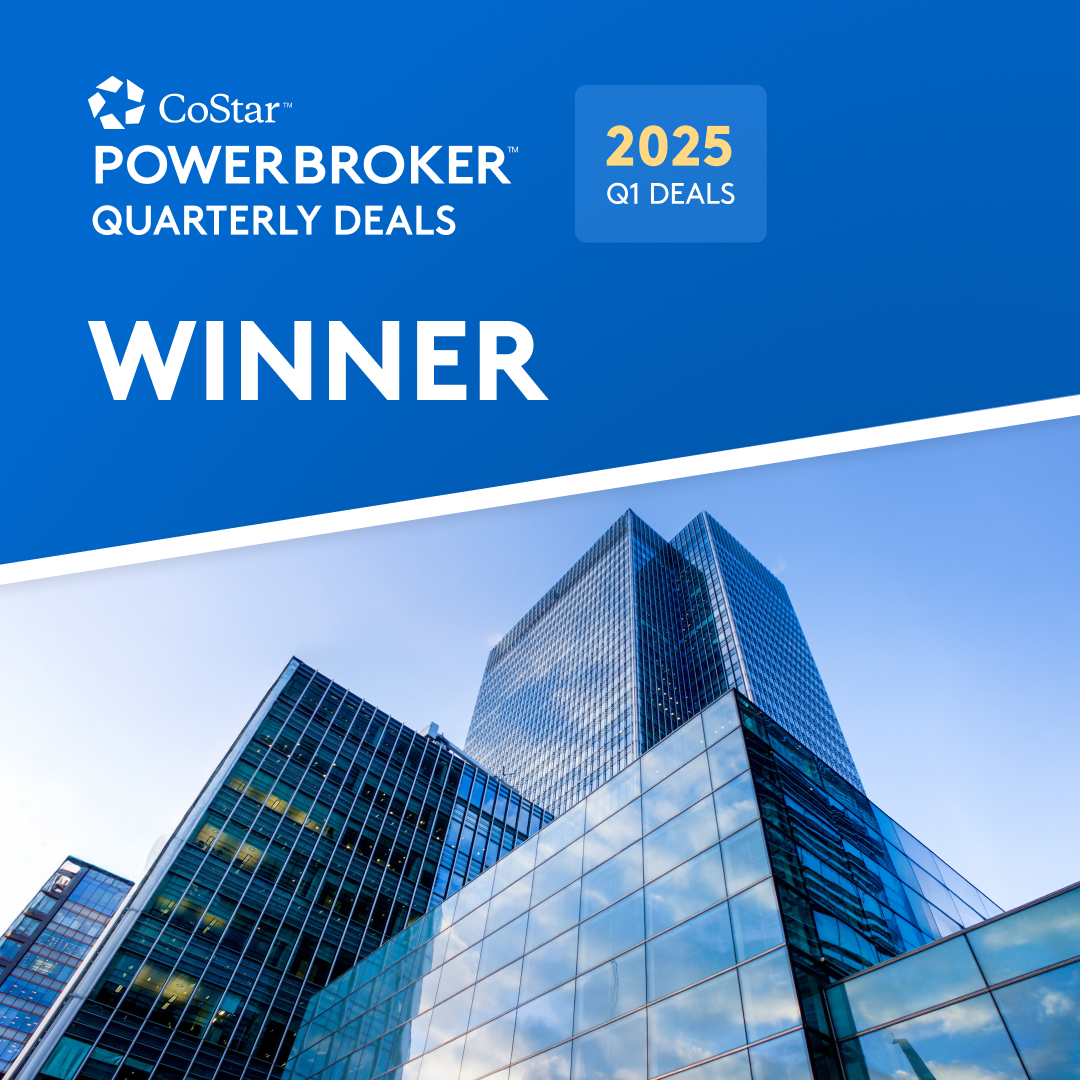 CoStar™
POWERBROKER™
QUARTERLY DEALS
2025
Q1 DEALS
WINNER